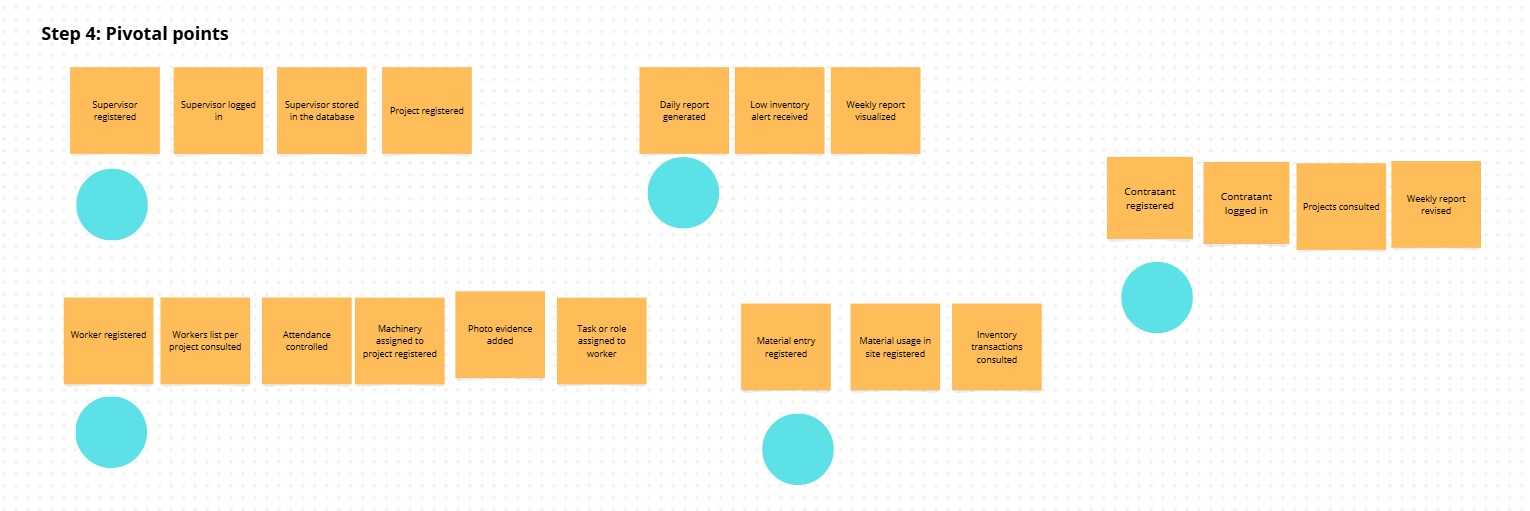 Step 4: Pivotal points
Supervisor
registered
Supervisor logged
in
Supervisor stored
in the database
Project registered
Daily report
generated
Low inventory
alert received
Weekly report
visualized
Contratant
registered
Contratant
logged in
Projects consulted
Weekly report
revised
Worker registered
Workers list per
project consulted
Attendance
controlled
Machinery
assigned to
project registered
Photo evidence
added
Task or role
assigned to
worker
Material entry
registered
Material usage in
site registered
Inventory
transactions
consulted